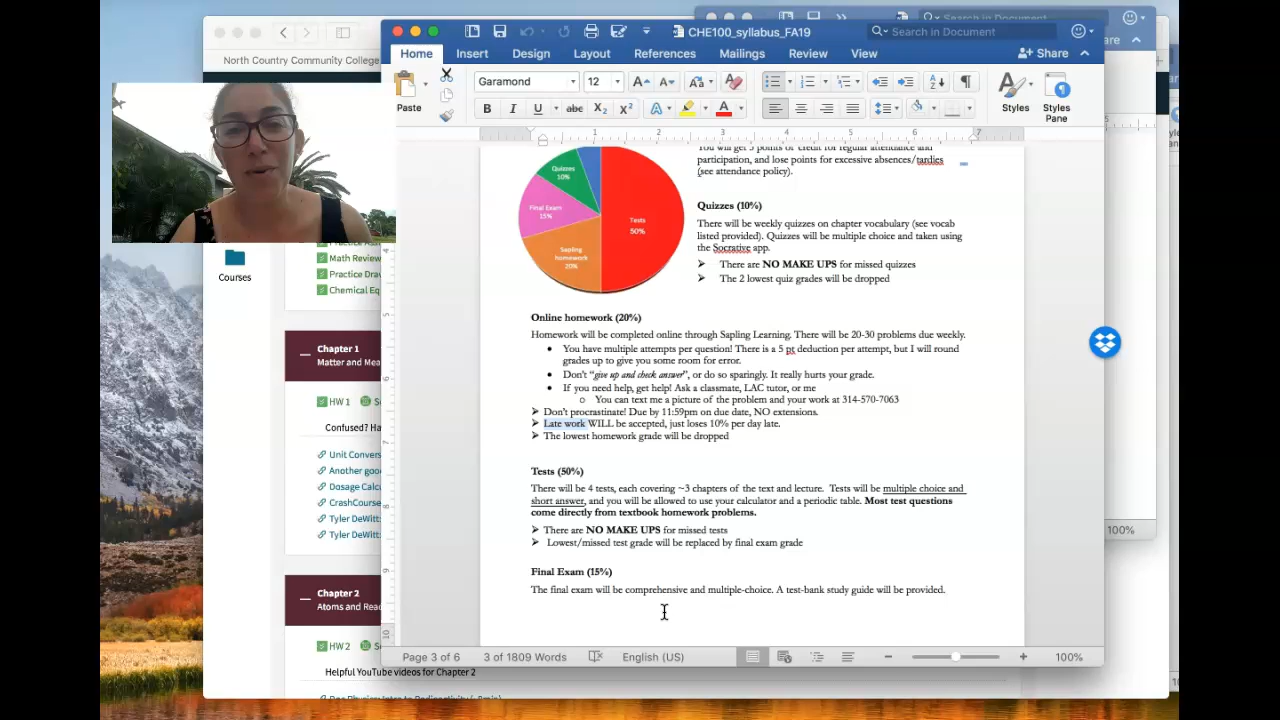 CHE100_syllabus_FA19
Search in Document
Search in Document
are
North Country Community College
Home
Insert
Design
Layout
References
Mailings
Review
View
Share
Paste
Garamond
12
Styles
Styles
Pane
1
2
3
4
5
6
7
Courses
Math Review
Practice Draw
Chemical Eq
Chapter 1
Matter and Mea
HW 1
Confused? Ha
Unit Convers
Another good
Dosage Calc
CrashCourse
Tyler DeWitt
Tyler DeWitt
Chapter 2
Atoms and Read
HW 2
Helpful YouTube videos for Chapter 2
Quizzes
10%
Final Exam
15%
Sapling
homework
20%
Tests
50%
participation, and lose points for excessive absences/tardies
(see attendance policy).
Quizzes (10%)
There will be weekly quizzes on chapter vocabulary (see vocab
listed provided). Quizzes will be multiple choice and taken using
the Socrative app.
➢ There are NO MAKE UPS for missed quizzes
➢ The 2 lowest quiz grades will be dropped
Online homework (20%)
Homework will be completed online through Sapling Learning. There will be 20-30 problems due weekly.
• You have multiple attempts per question! There is a 5 pt deduction per attempt, but I will round
grades up to give you some room for error.
• Don't "give up and check answer", or do so sparingly. It really hurts your grade.
• If you need help, get help! Ask a classmate, LAC tutor, or me
o You can text me a picture of the problem and your work at 314-570-7063
➢ Don't procrastinate! Due by 11:59pm on due date, NO extensions.
➢ Late work WILL be accepted, just loses 10% per day late.
➢ The lowest homework grade will be dropped
Tests (50%)
There will be 4 tests, each covering ~3 chapters of the text and lecture. Tests will be multiple choice and
short answer, and you will be allowed to use your calculator and a periodic table. Most test questions
come directly from textbook homework problems.
➢ There are NO MAKE UPS for missed tests
➢ Lowest/missed test grade will be replaced by final exam grade
Final Exam (15%)
The final exam will be comprehensive and multiple-choice. A test-bank study guide will be provided.
Page 3 of 6
3 of 1809 Words
English (US)
100%
100%